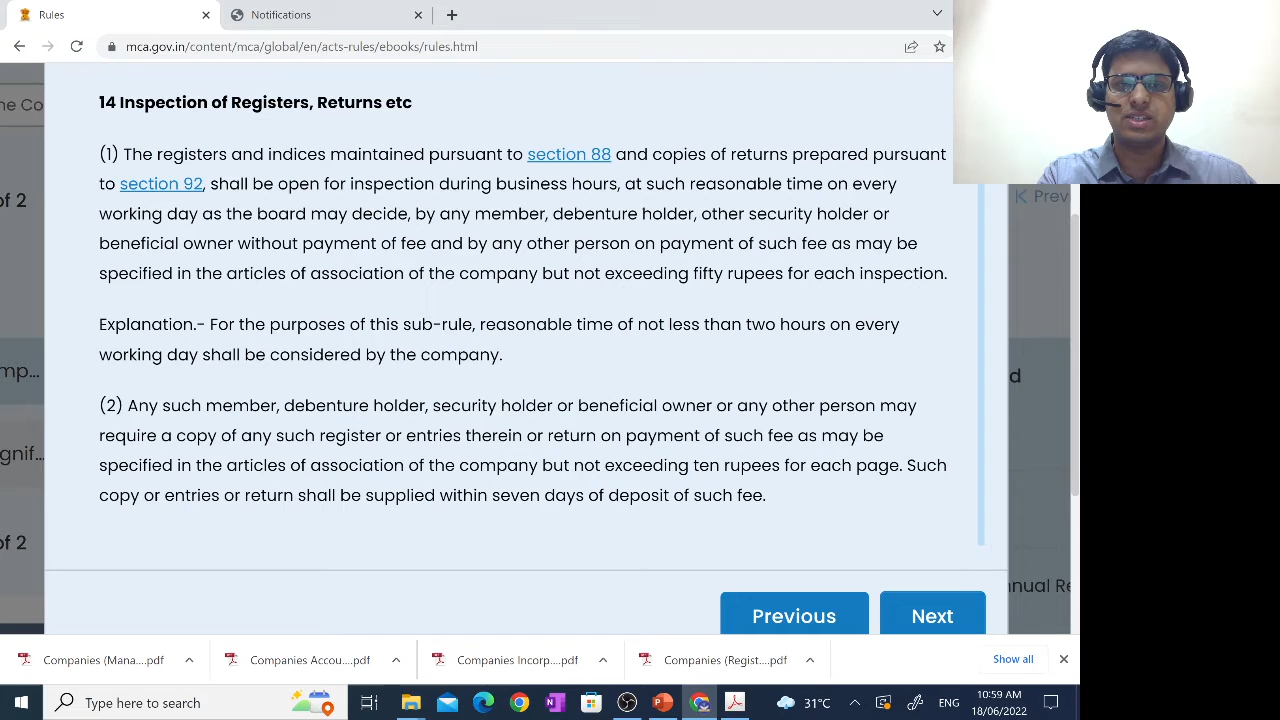 Rules
Notifications
mca.gov.in/content/mca/global/en/acts-rules/ebooks/rules.html
14 Inspection of Registers, Returns etc
ne Co
(1) The registers and indices maintained pursuant to section 88 and copies of returns prepared pursuant
to section 92, shall be open for inspection during business hours, at such reasonable time on every
of 2
Prev
working day as the board may decide, by any member, debenture holder, other security holder or
beneficial owner without payment of fee and by any other person on payment of such fee as may be
specified in the articles of association of the company but not exceeding fifty rupees for each inspection.
Explanation.- For the purposes of this sub-rule, reasonable time of not less than two hours on every
working day shall be considered by the company.
mp...
d
(2) Any such member, debenture holder, security holder or beneficial owner or any other person may
require a copy of any such register or entries therein or return on payment of such fee as may be
gnif...
specified in the articles of association of the company but not exceeding ten rupees for each page. Such
copy or entries or return shall be supplied within seven days of deposit of such fee.
of 2
nnual Re
Previous
Next
Companies (Mana....pdf
Companies Accou....pdf
Companies Incorp....pdf
Companies (Regist....pdf
Show all
Type here to search
31°C
ENG
10:59 AM
18/06/2022